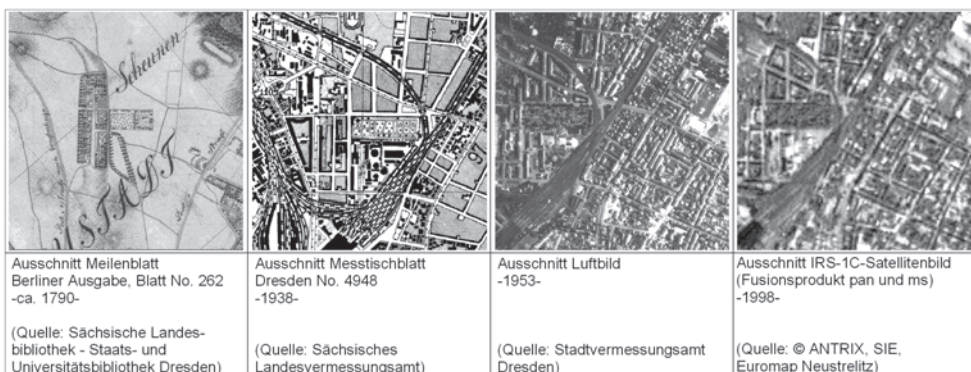 Scheunen
USTADT
Ausschnitt Meilenblatt
Berliner Ausgabe, Blatt No. 262
-ca. 1790-
(Quelle: Sächsische Landes-
bibliothek - Staats- und
Universitätsbibliothek Dresden)
Ausschnitt Messtischblatt
Dresden No. 4948
-1938-
(Quelle: Sächsisches
Landesvermessungsamt)
Ausschnitt Luftbild
-1953-
(Quelle: Stadtvermessungsamt
Dresden)
Ausschnitt IRS-1C-Satellitenbild
(Fusionsprodukt pan und ms)
-1998-
(Quelle: © ANTRIX, SIE,
Euromap Neustrelitz)